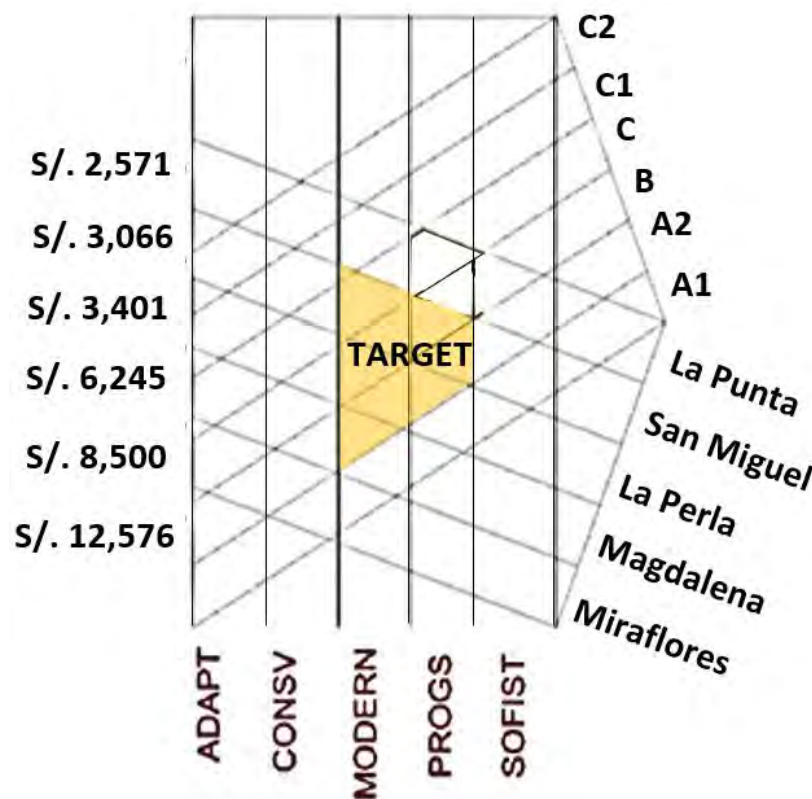 C2
C1
C
B
A2
A1
S/. 2,571
S/. 3,066
S/. 3,401
S/. 6,245
S/. 8,500
S/. 12,576
TARGET
La Punta
San Miguel
La Perla
Magdalena
Miraflores
ADAPT
CONSV
MODERN
PROGS
SOFIST